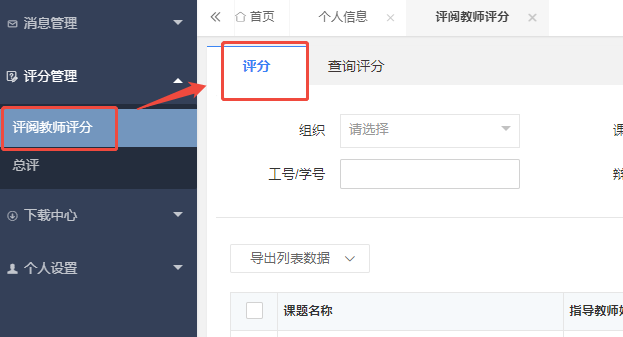 消息管理
评分管理
评阅教师评分
总评
下载中心
个人设置
首页
个人信息
评阅教师评分
评分
查询评分
组织
请选择
课
工号/学号
导出列表数据
课题名称
指导教师